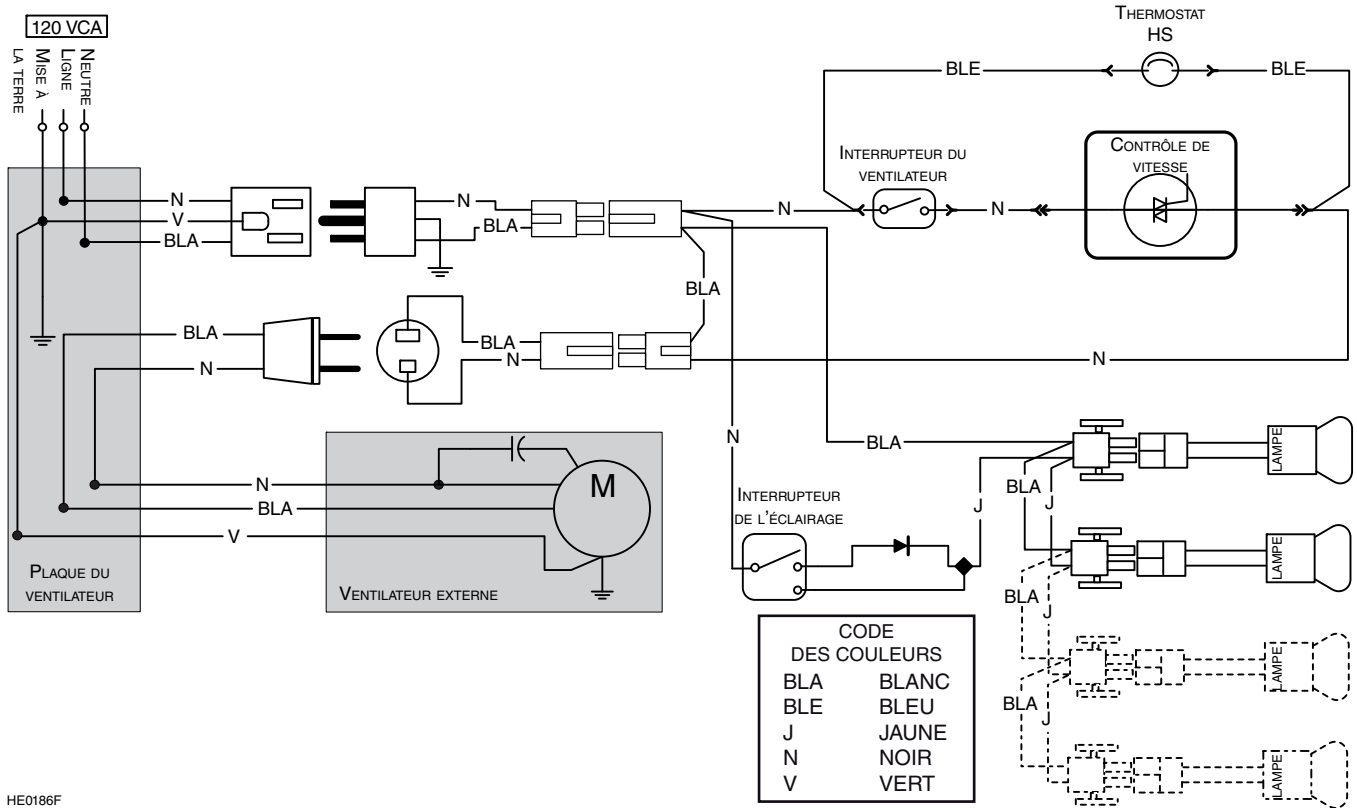 120 VCA
NEUTRE
LIGNE
MISE À
LA TERRE
N
V
BLA
N
BLA
BLA
N
BLA
N
BLA
N
BLA
V
PLAQUE DU
VENTILATEUR
M
VENTILATEUR EXTERNE
THERMOSTAT
HS
BLE
BLE
INTERRUPTEUR DU
VENTILATEUR
CONTRÔLE DE
VITESSE
N
N
BLA
N
N
BLA
INTERRUPTEUR
DE L'ÉCLAIRAGE
J
BLA
J
BLA
J
BLA
J
LAMPE
LAMPE
LAMPE
LAMPE
CODE
DES COULEURS
BLA BLANC
BLE BLEU
J JAUNE
N NOIR
V VERT
HE0186F